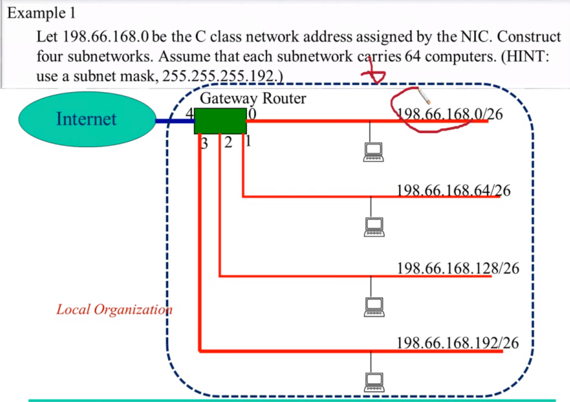 Example 1
Let 198.66.168.0 be the C class network address assigned by the NIC. Construct
four subnetworks. Assume that each subnetwork carries 64 computers. (HINT:
use a subnet mask, 255.255.255.192.)
Gateway Router
Internet
4
0
198.66.168.0/26
3 2 1
198.66.168.64/26
198.66.168.128/26
Local Organization
198.66.168.192/26